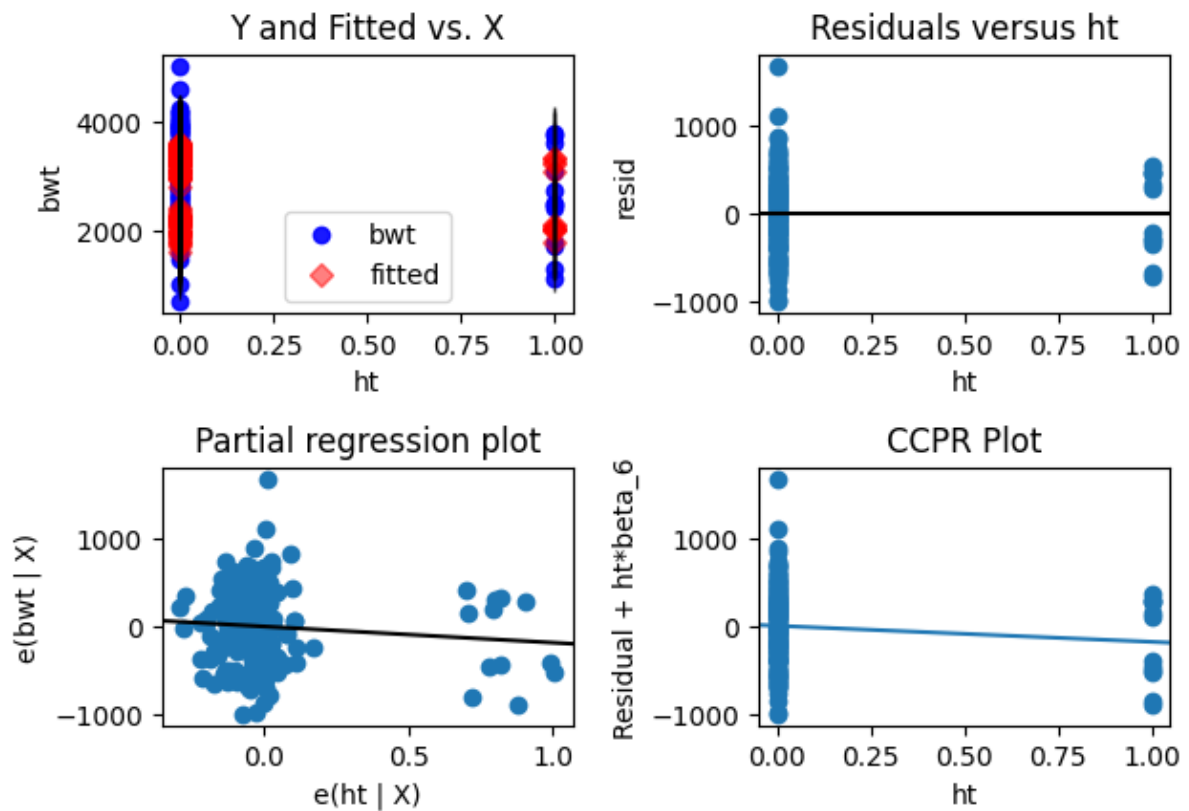 Y and Fitted vs. X
bwt
4000
2000
bwt
fitted
0.00 0.25 0.50 0.75 1.00
ht
Residuals versus ht
resid
1000
0
−1000
0.00 0.25 0.50 0.75 1.00
ht
Partial regression plot
e(bwt | X)
1000
0
−1000
0.0 0.5 1.0
e(ht | X)
CCPR Plot
Residual + ht*beta_6
1000
0
−1000
0.00 0.25 0.50 0.75 1.00
ht